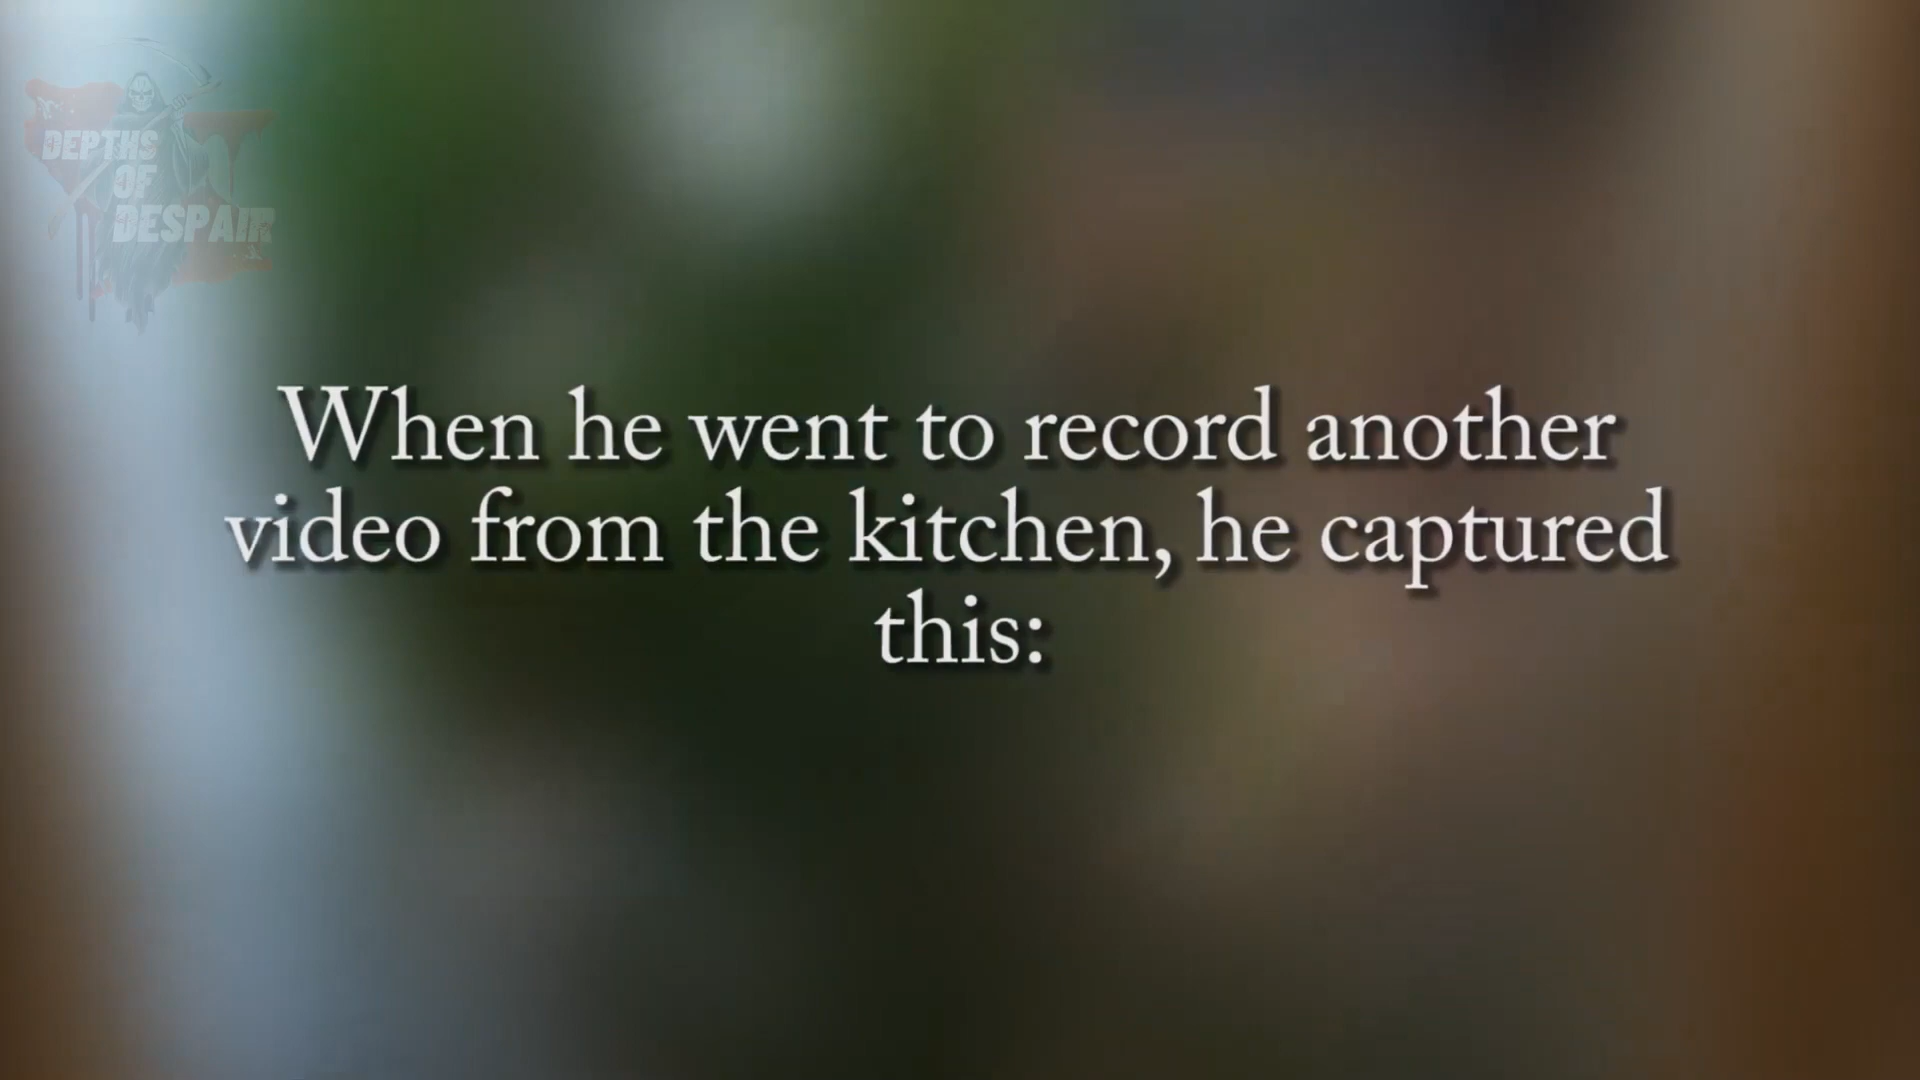 DEPTHS
OF
DESPAIR
When he went to record another
video from the kitchen, he captured
this: